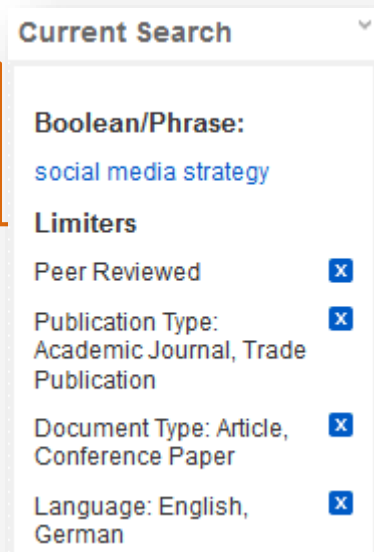 Current Search
Boolean/Phrase:
social media strategy
Limiters
Peer Reviewed
x
Publication Type:
x
Academic Journal, Trade
Publication
Document Type: Article,
x
Conference Paper
Language: English,
x
German